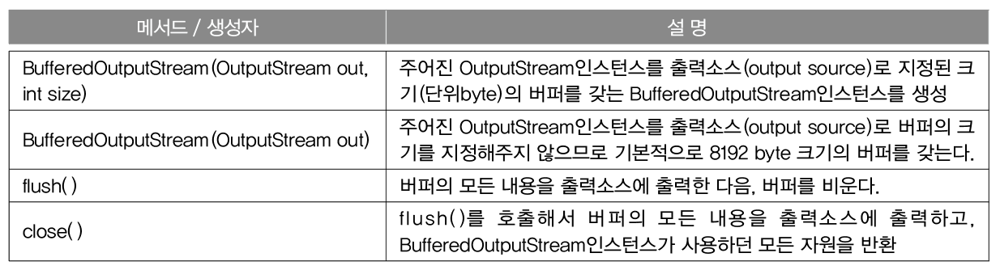 메서드 / 생성자
설 명
BufferedOutputStream(OutputStream out,
int size)
주어진 OutputStream인스턴스를 출력소스(output source)로 지정된 크
기(단위byte)의 버퍼를 갖는 BufferedOutputStream인스턴스를 생성
BufferedOutputStream(OutputStream out)
주어진 OutputStream인스턴스를 출력소스(output source)로 버퍼의 크
기를 지정해주지 않으므로 기본적으로 8192 byte 크기의 버퍼를 갖는다.
flush( )
버퍼의 모든 내용을 출력소스에 출력한 다음, 버퍼를 비운다.
close( )
flush()를 호출해서 버퍼의 모든 내용을 출력소스에 출력하고,
BufferedOutputStream인스턴스가 사용하던 모든 자원을 반환